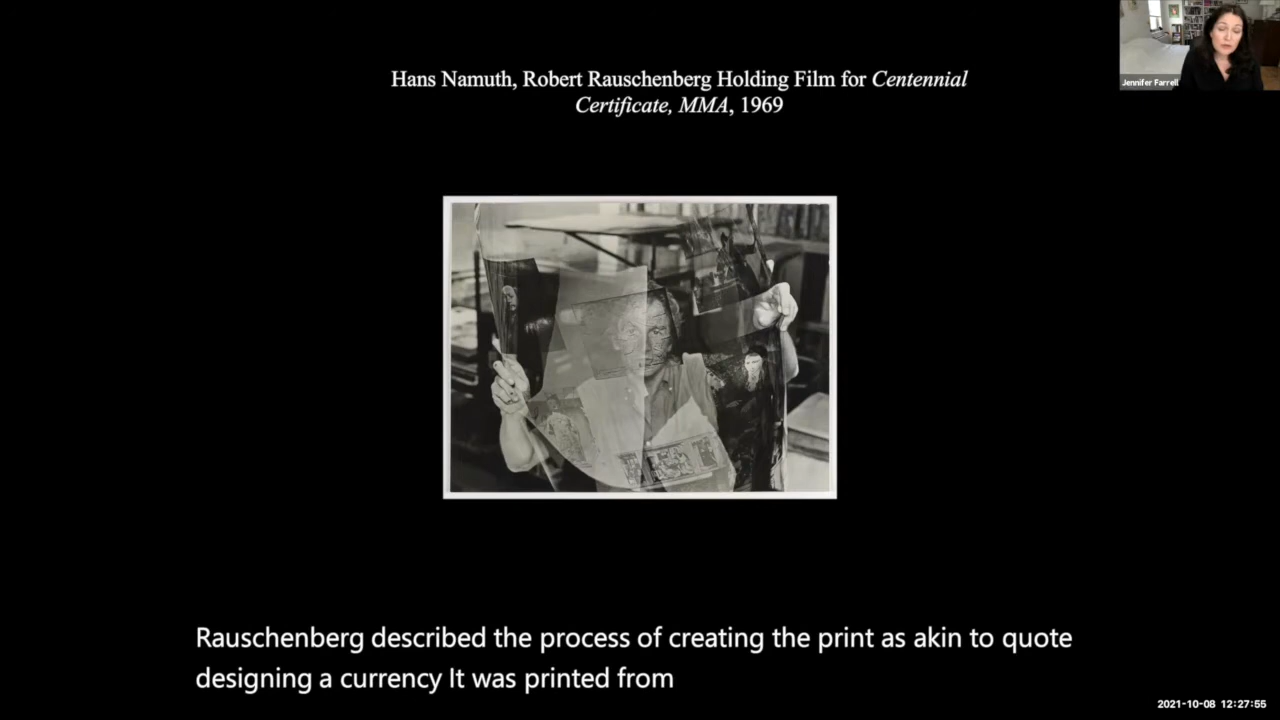 Hans Namuth, Robert Rauschenberg Holding Film for Centennial
Certificate, MMA, 1969
Jennifer Farrell
Rauschenberg described the process of creating the print as akin to quote
designing a currency It was printed from
2021-10-08 12:27:55